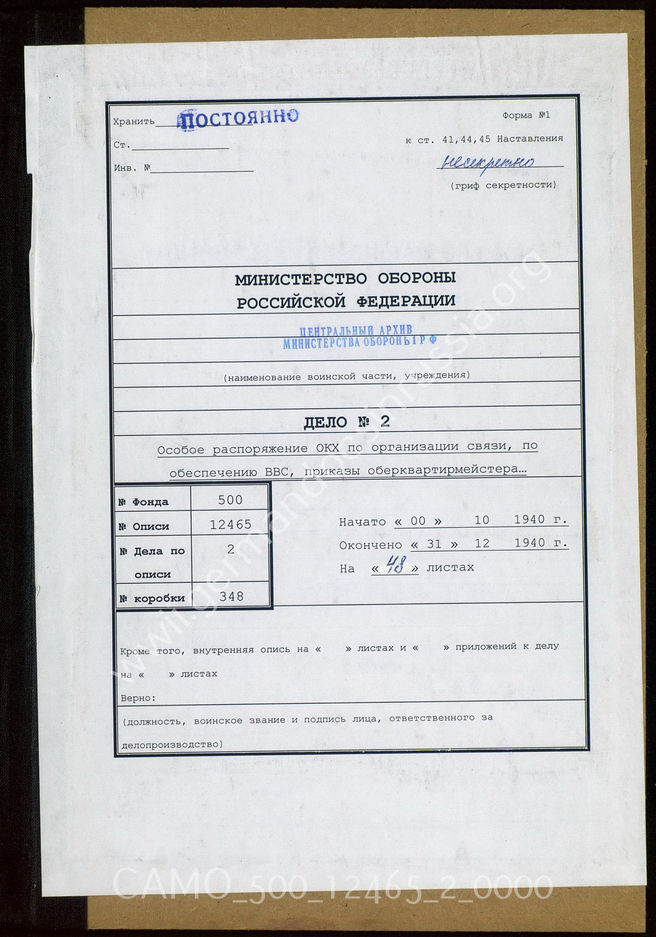 Хранить ПОСТОЯННО
Форма №1
Ст.
к ст. 41,44,45 Наставления
Инв. №
несекретно
(гриф секретности)
МИНИСТЕРСТВО ОБОРОНЫ
РОССИЙСКОЙ ФЕДЕРАЦИИ
ЦЕНТРАЛЬНЫЙ АРХИВ
МИНИСТЕРСТВА ОБОРОНЫ РФ
(наименование воинской части, учреждения)
ДЕЛО № 2
Особое распоряжение ОКХ по организации связи, по
обеспечению ВВС, приказы оберквартирмейстера…
№ Фонда 500
№ Описи 12465
№ Дела по описи 2
№ коробки 348
Начато « 00 » 10 1940 г.
Окончено « 31 » 12 1940 г.
На « 48 » листах
Кроме того, внутренняя опись на « » листах и « » приложений к делу
на « » листах
Верно:
(должность, воинское звание и подпись лица, ответственного за
делопроизводство)
www.germandocsinrussia.org
CAMO_500_12465_2_0000